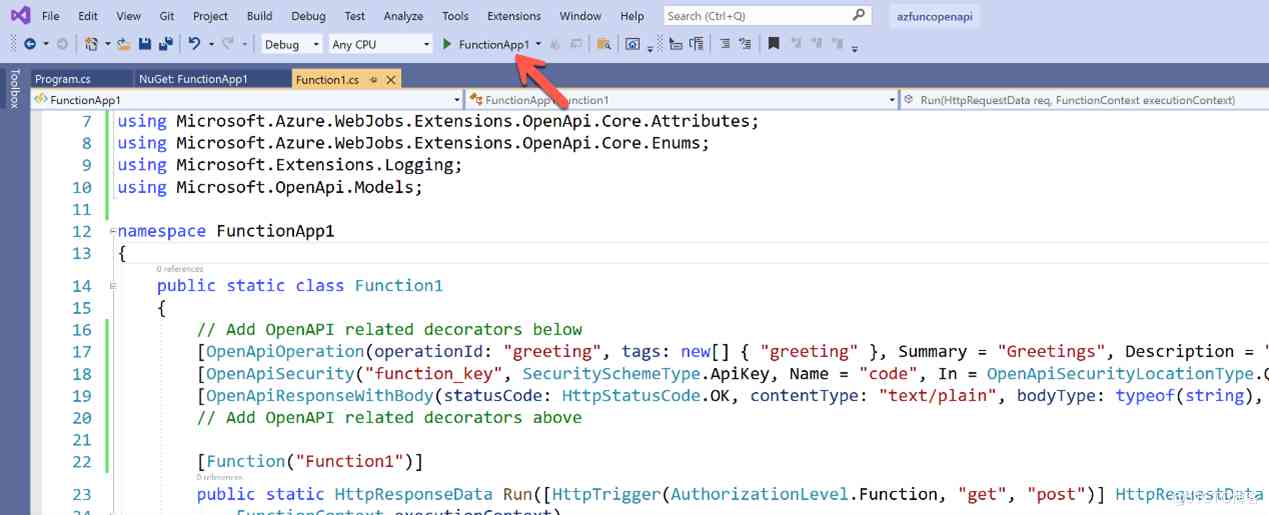 File Edit View Git Project Build Debug Test Analyze Tools Extensions Window Help Search (Ctrl+Q) azfuncopenapi
Debug Any CPU FunctionApp1
Toolbox
Program.cs NuGet: FunctionApp1 Function1.cs
FunctionApp1 FunctionApp unction1 Run(HttpRequestData req, FunctionContext executionContext)
7 using Microsoft.Azure.WebJobs.Extensions.OpenApi.Core.Attributes;
8 using Microsoft.Azure.WebJobs.Extensions.OpenApi.Core.Enums;
9 using Microsoft.Extensions.Logging;
10 using Microsoft.OpenApi.Models;
11
12 namespace FunctionApp1
13 {
0 references
14 public static class Function1
15 {
16 // Add OpenAPI related decorators below
17 [OpenApiOperation(operationId: "greeting", tags: new[] { "greeting" }, Summary = "Greetings", Description = "
18 [OpenApiSecurity("function_key", SecuritySchemeType.ApiKey, Name = "code", In = OpenApiSecurityLocationType.Q
19 [OpenApiResponseWithBody(statusCode: HttpStatusCode.OK, contentType: "text/plain", bodyType: typeof(string),
20 // Add OpenAPI related decorators above
21
22 [Function("Function1")]
0 references
23 public static HttpResponseData Run([HttpTrigger(AuthorizationLevel.Function, "get", "post")] HttpRequestData
24 FunctionContext executionContext)